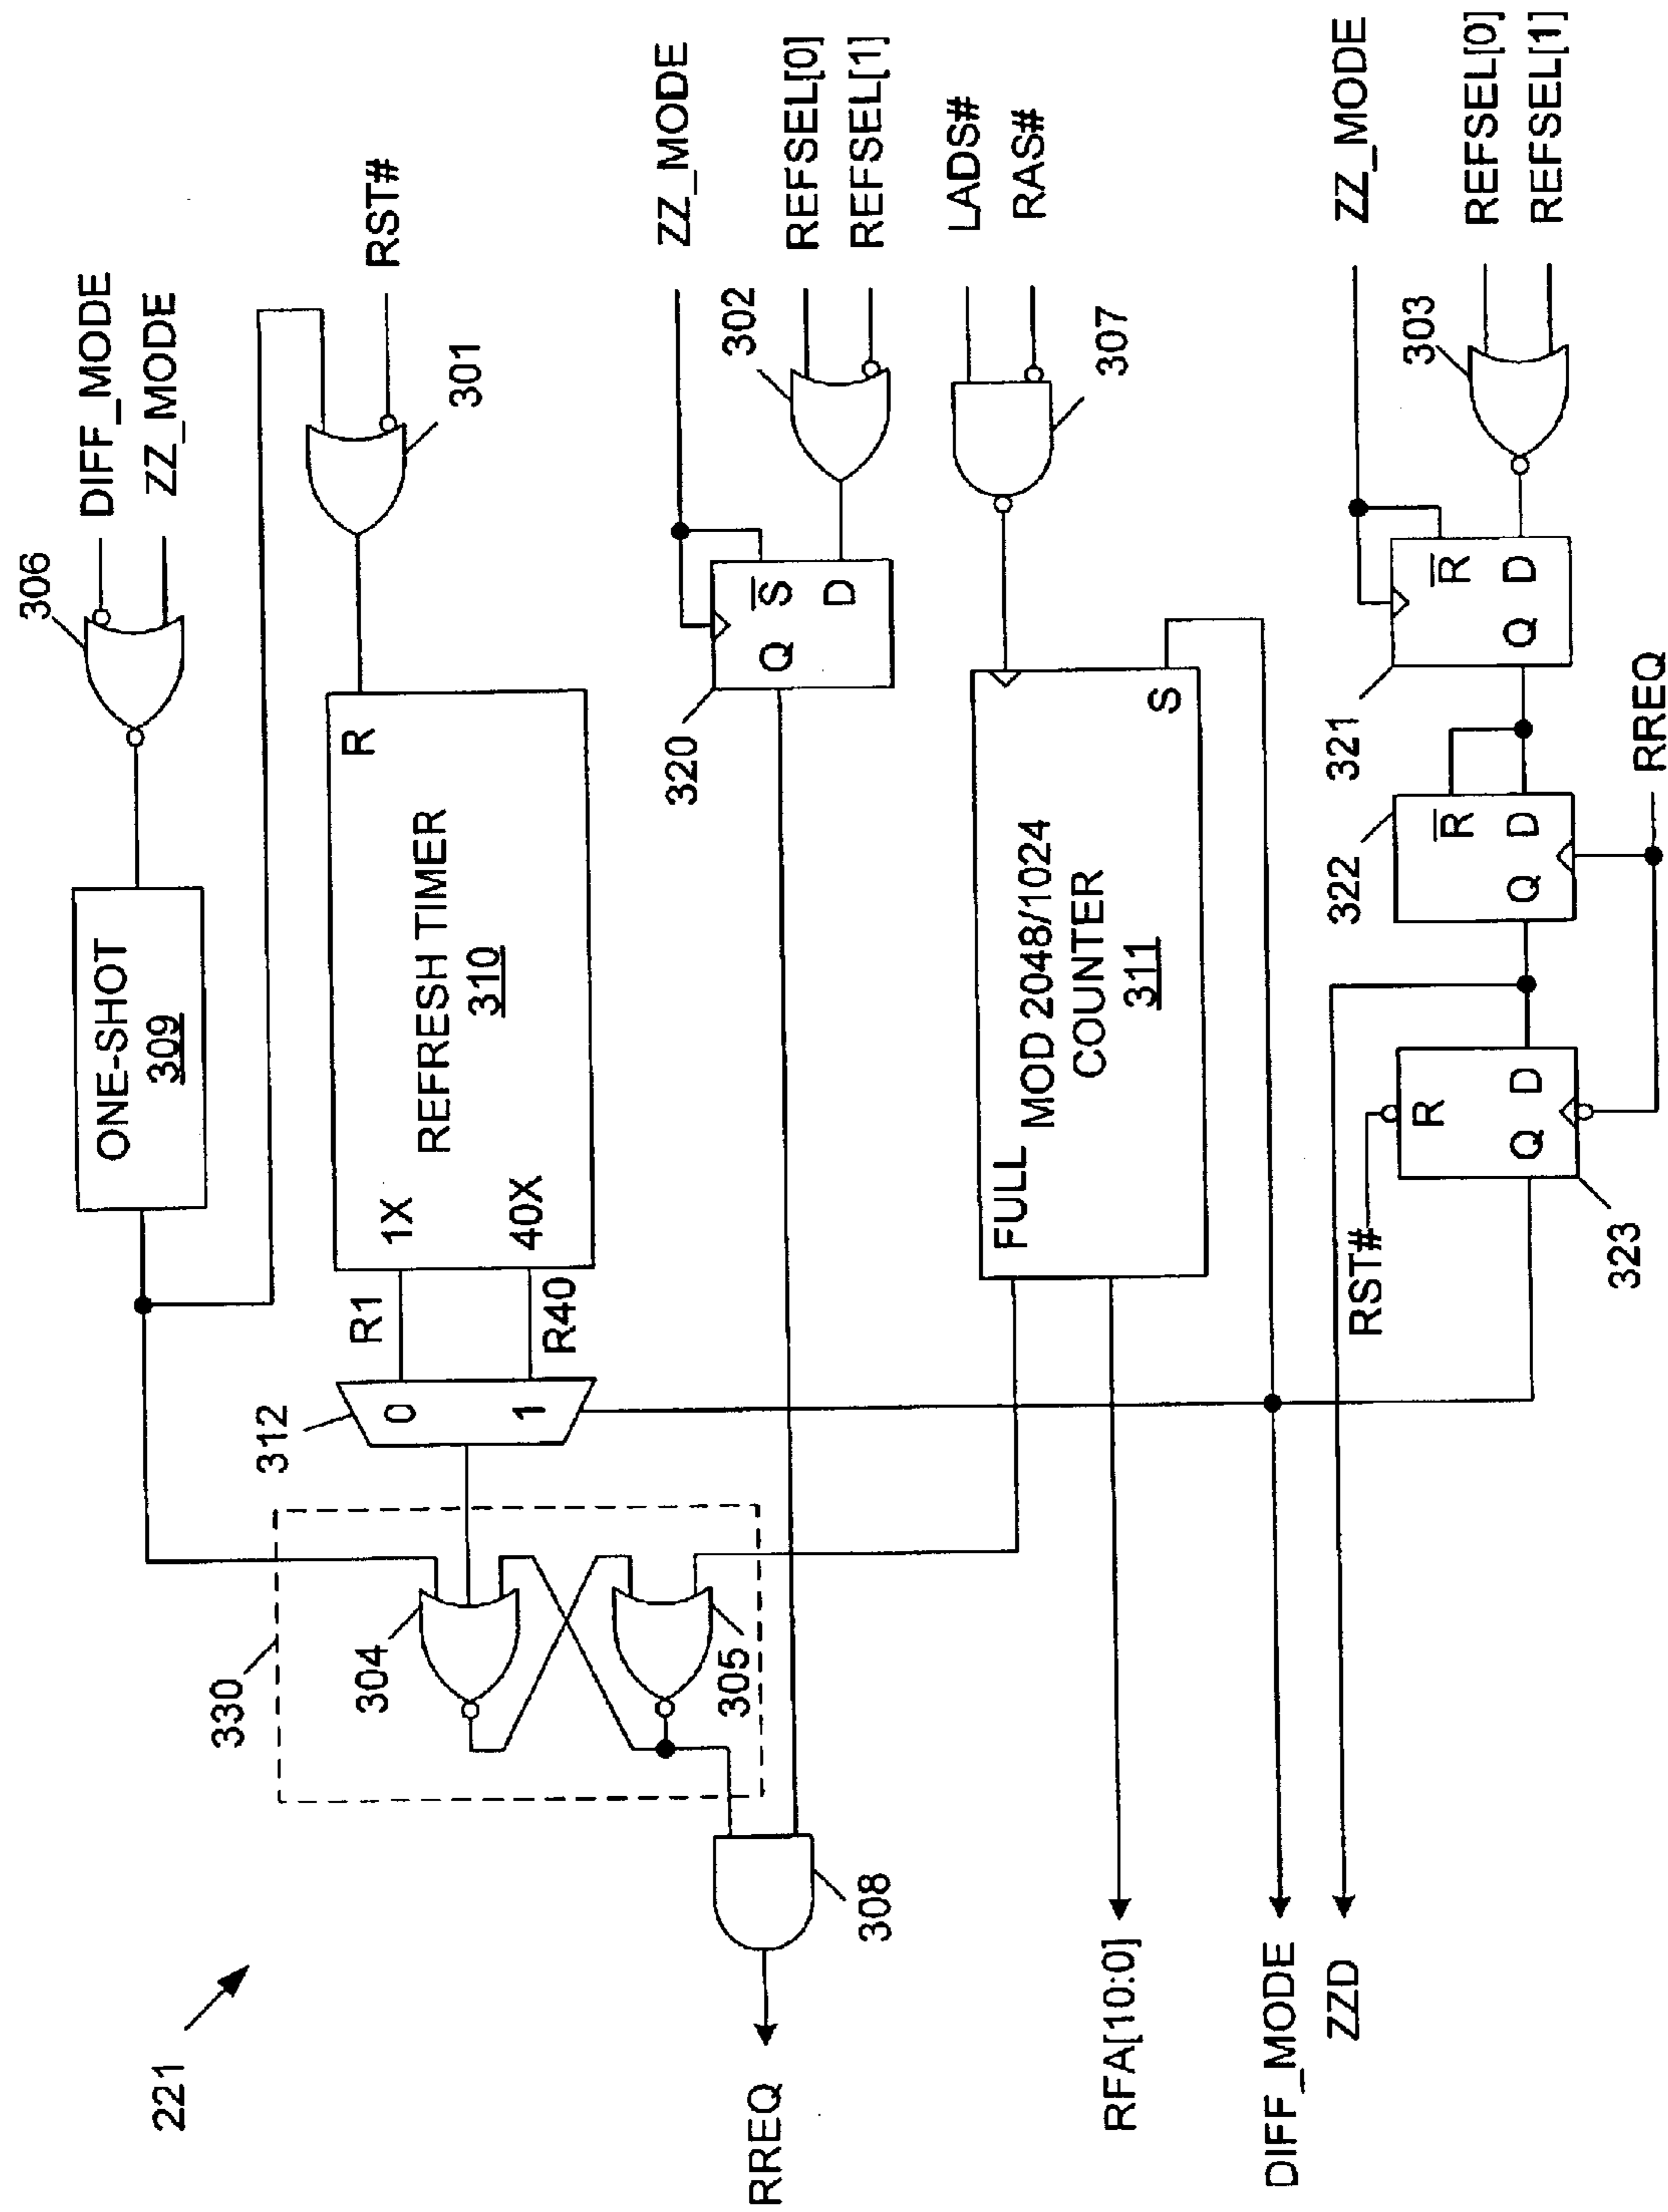 221
DIFF_MODE
ZZ_MODE
306
ONE-SHOT
309
RST#
301
R
REFRESH TIMER
310
1X
40X
R1
R40
312
0
1
330
304
305
308
RREQ
ZZ_MODE
REFSEL[0]
REFSEL[1]
302
S
D
Q
320
LADS#
RAS#
307
FULL
MOD 2048/1024
COUNTER
311
S
RFA[10:0]
DIFF_MODE
ZZD
ZZ_MODE
REFSEL[0]
REFSEL[1]
303
R
D
Q
321
R
D
Q
322
RREQ
R
D
Q
RST#
323